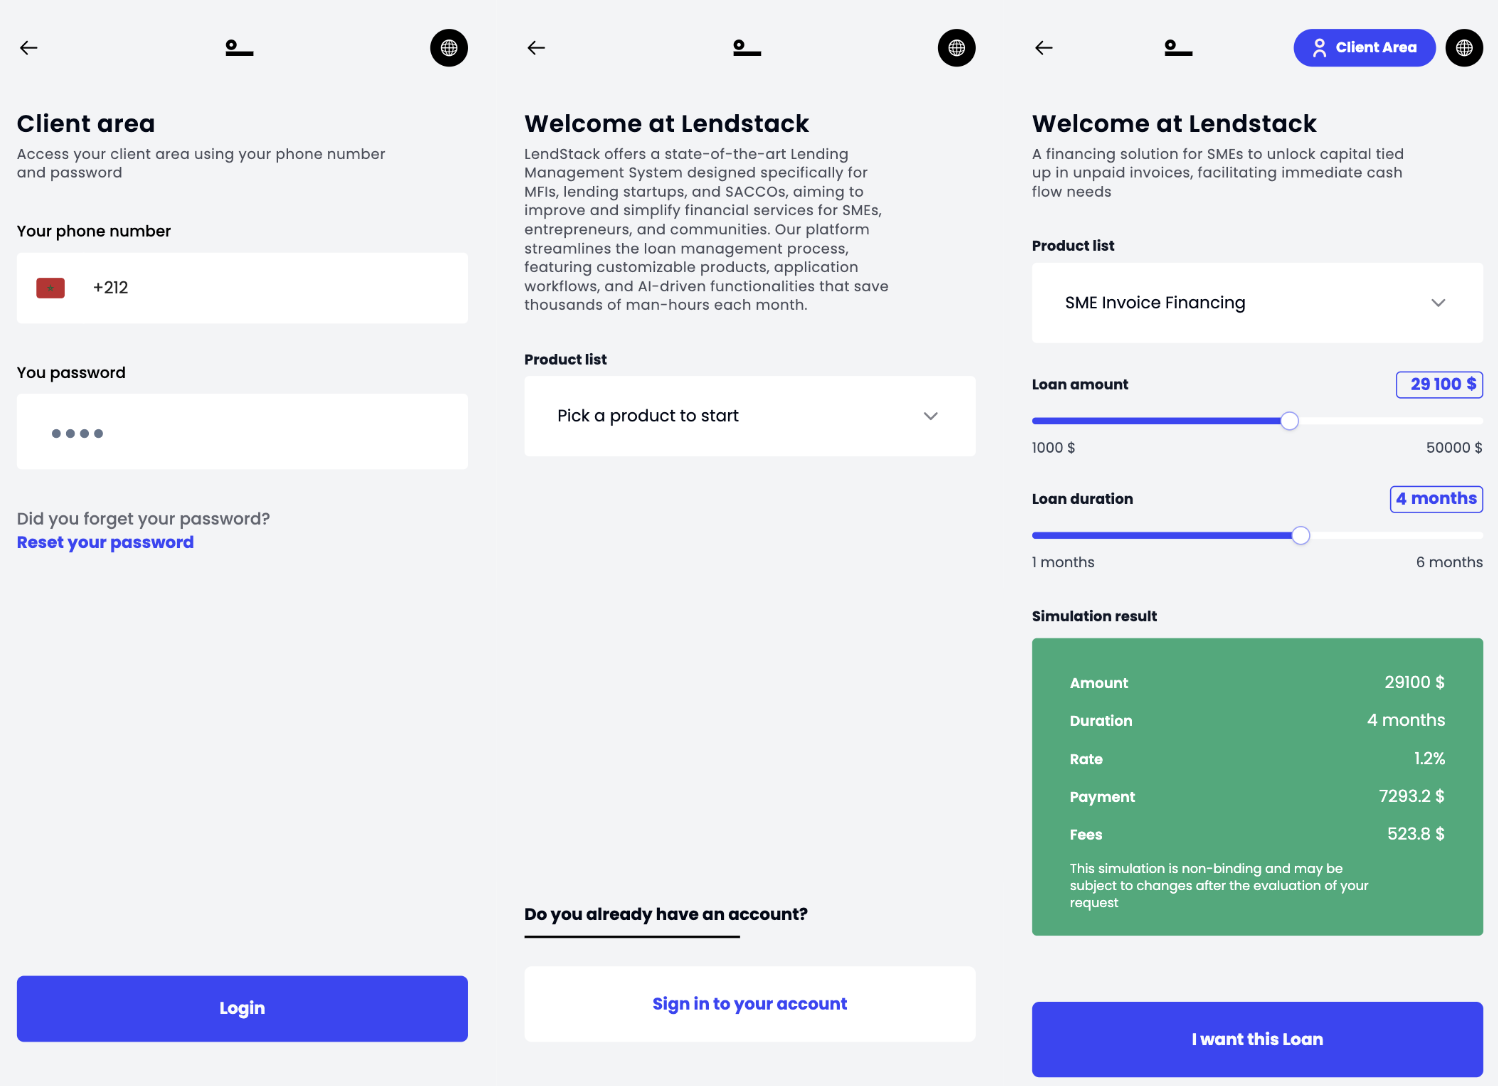 Client area
Access your client area using your phone number
and password
Your phone number
+212
You password
Did you forget your password?
Reset your password
Login
Welcome at Lendstack
LendStack offers a state-of-the-art Lending
Management System designed specifically for
MFIs, lending startups, and SACCOs, aiming to
improve and simplify financial services for SMEs,
entrepreneurs, and communities. Our platform
streamlines the loan management process,
featuring customizable products, application
workflows, and AI-driven functionalities that save
thousands of man-hours each month.
Product list
Pick a product to start
Do you already have an account?
Sign in to your account
Client Area
Welcome at Lendstack
A financing solution for SMEs to unlock capital tied
up in unpaid invoices, facilitating immediate cash
flow needs
Product list
SME Invoice Financing
Loan amount 29 100 $
1000 $ 50000 $
Loan duration 4 months
1 months 6 months
Simulation result
Amount 29100 $
Duration 4 months
Rate 1.2%
Payment 7293.2 $
Fees 523.8 $
This simulation is non-binding and may be
subject to changes after the evaluation of your
request
I want this Loan